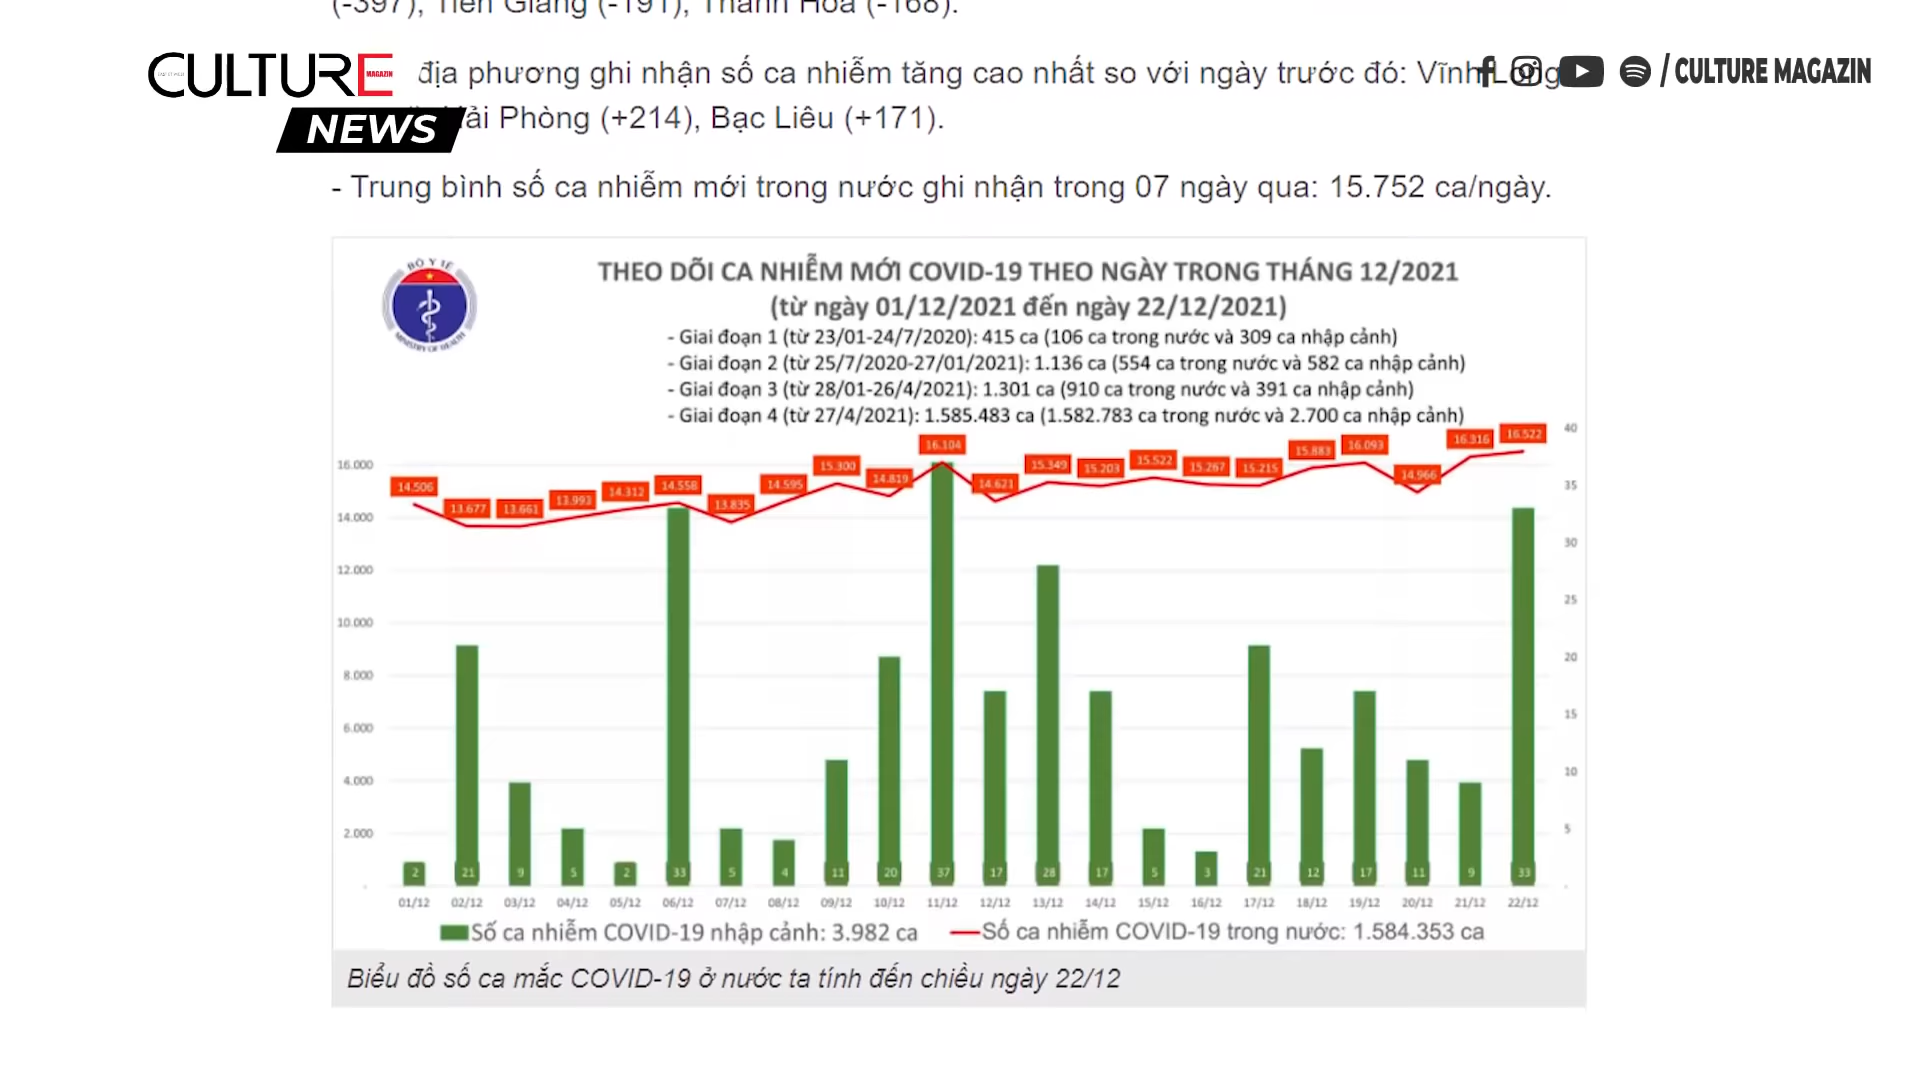 (-397), Tiền Giang (-191), Thanh Hóa (-168).
CULTURE
MAGAZIN
NEWS
địa phương ghi nhận số ca nhiễm tăng cao nhất so với ngày trước đó: Vĩnh Long
Hải Phòng (+214), Bạc Liêu (+171).
/ CULTURE MAGAZIN
- Trung bình số ca nhiễm mới trong nước ghi nhận trong 07 ngày qua: 15.752 ca/ngày.
BỘ Y TẾ
MINISTRY OF HEALTH
THEO DÕI CA NHIỄM MỚI COVID-19 THEO NGÀY TRONG THÁNG 12/2021
(từ ngày 01/12/2021 đến ngày 22/12/2021)
- Giai đoạn 1 (từ 23/01-24/7/2020): 415 ca (106 ca trong nước và 309 ca nhập cảnh)
- Giai đoạn 2 (từ 25/7/2020-27/01/2021): 1.136 ca (554 ca trong nước và 582 ca nhập cảnh)
- Giai đoạn 3 (từ 28/01-26/4/2021): 1.301 ca (910 ca trong nước và 391 ca nhập cảnh)
- Giai đoạn 4 (từ 27/4/2021): 1.585.483 ca (1.582.783 ca trong nước và 2.700 ca nhập cảnh)
14.506 13.677 13.661 13.993 14.312 14.558 13.835 14.595 15.300 14.819 16.104 14.621 15.349 15.203 15.522 15.267 15.215 15.883 16.093 14.966 16.316 16.522
16.000
14.000
12.000
10.000
8.000
6.000
4.000
2.000
-
40
35
30
25
20
15
10
5
-
2 21 9 5 2 33 5 4 11 20 37 17 28 17 5 3 21 12 17 11 9 33
01/12 02/12 03/12 04/12 05/12 06/12 07/12 08/12 09/12 10/12 11/12 12/12 13/12 14/12 15/12 16/12 17/12 18/12 19/12 20/12 21/12 22/12
Số ca nhiễm COVID-19 nhập cảnh: 3.982 ca
Số ca nhiễm COVID-19 trong nước: 1.584.353 ca
Biểu đồ số ca mắc COVID-19 ở nước ta tính đến chiều ngày 22/12